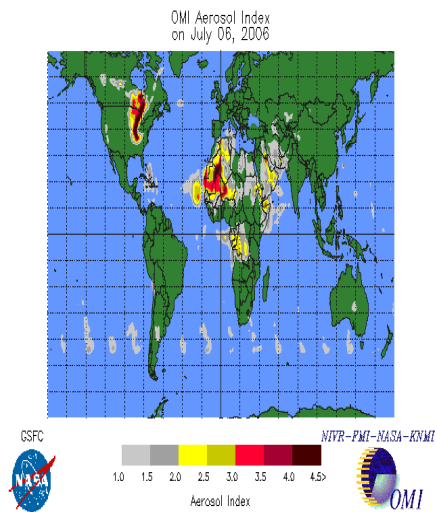 OMI Aerosol Index
on July 06, 2006
GSFC
NIVR-FMI-NASA-KNMI
1.0 1.5 2.0 2.5 3.0 3.5 4.0 4.5>
Aerosol Index
NASA
OMI